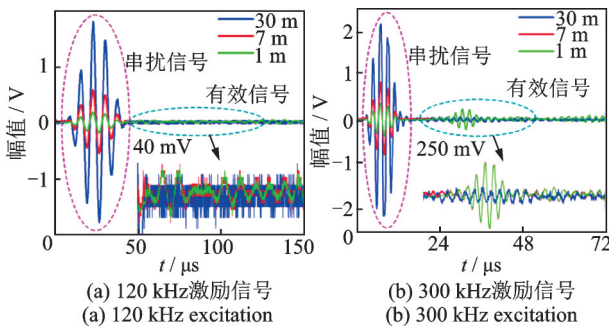 30 m
7 m
1 m
串扰信号
有效信号
40 mV
幅值 / V
1
0
−1
0
50
100
150
t / μs
(a) 120 kHz激励信号
(a) 120 kHz excitation
30 m
7 m
1 m
串扰信号
有效信号
250 mV
幅值 / V
2
1
0
−1
−2
0
24
48
72
t / μs
(b) 300 kHz激励信号
(b) 300 kHz excitation